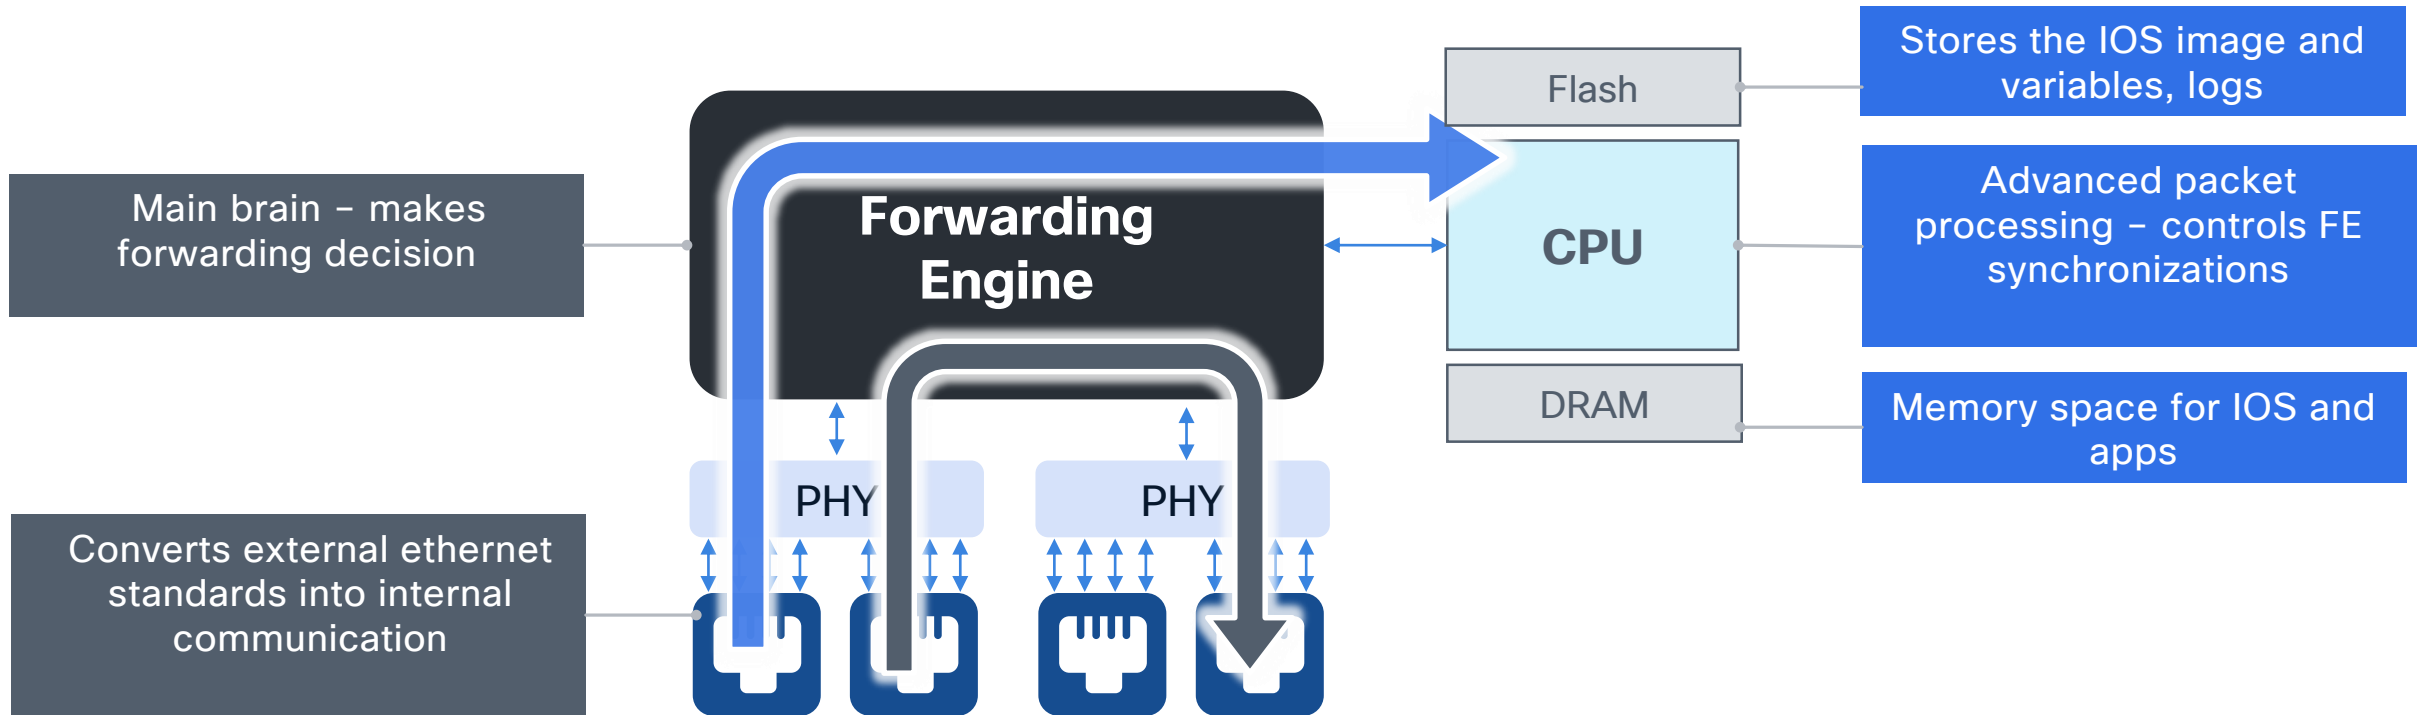 Stores the IOS image and
variables, logs
Flash
Main brain – makes
forwarding decision
Forwarding
Engine
CPU
Advanced packet
processing – controls FE
synchronizations
DRAM
Memory space for IOS and
apps
PHY
PHY
Converts external ethernet
standards into internal
communication